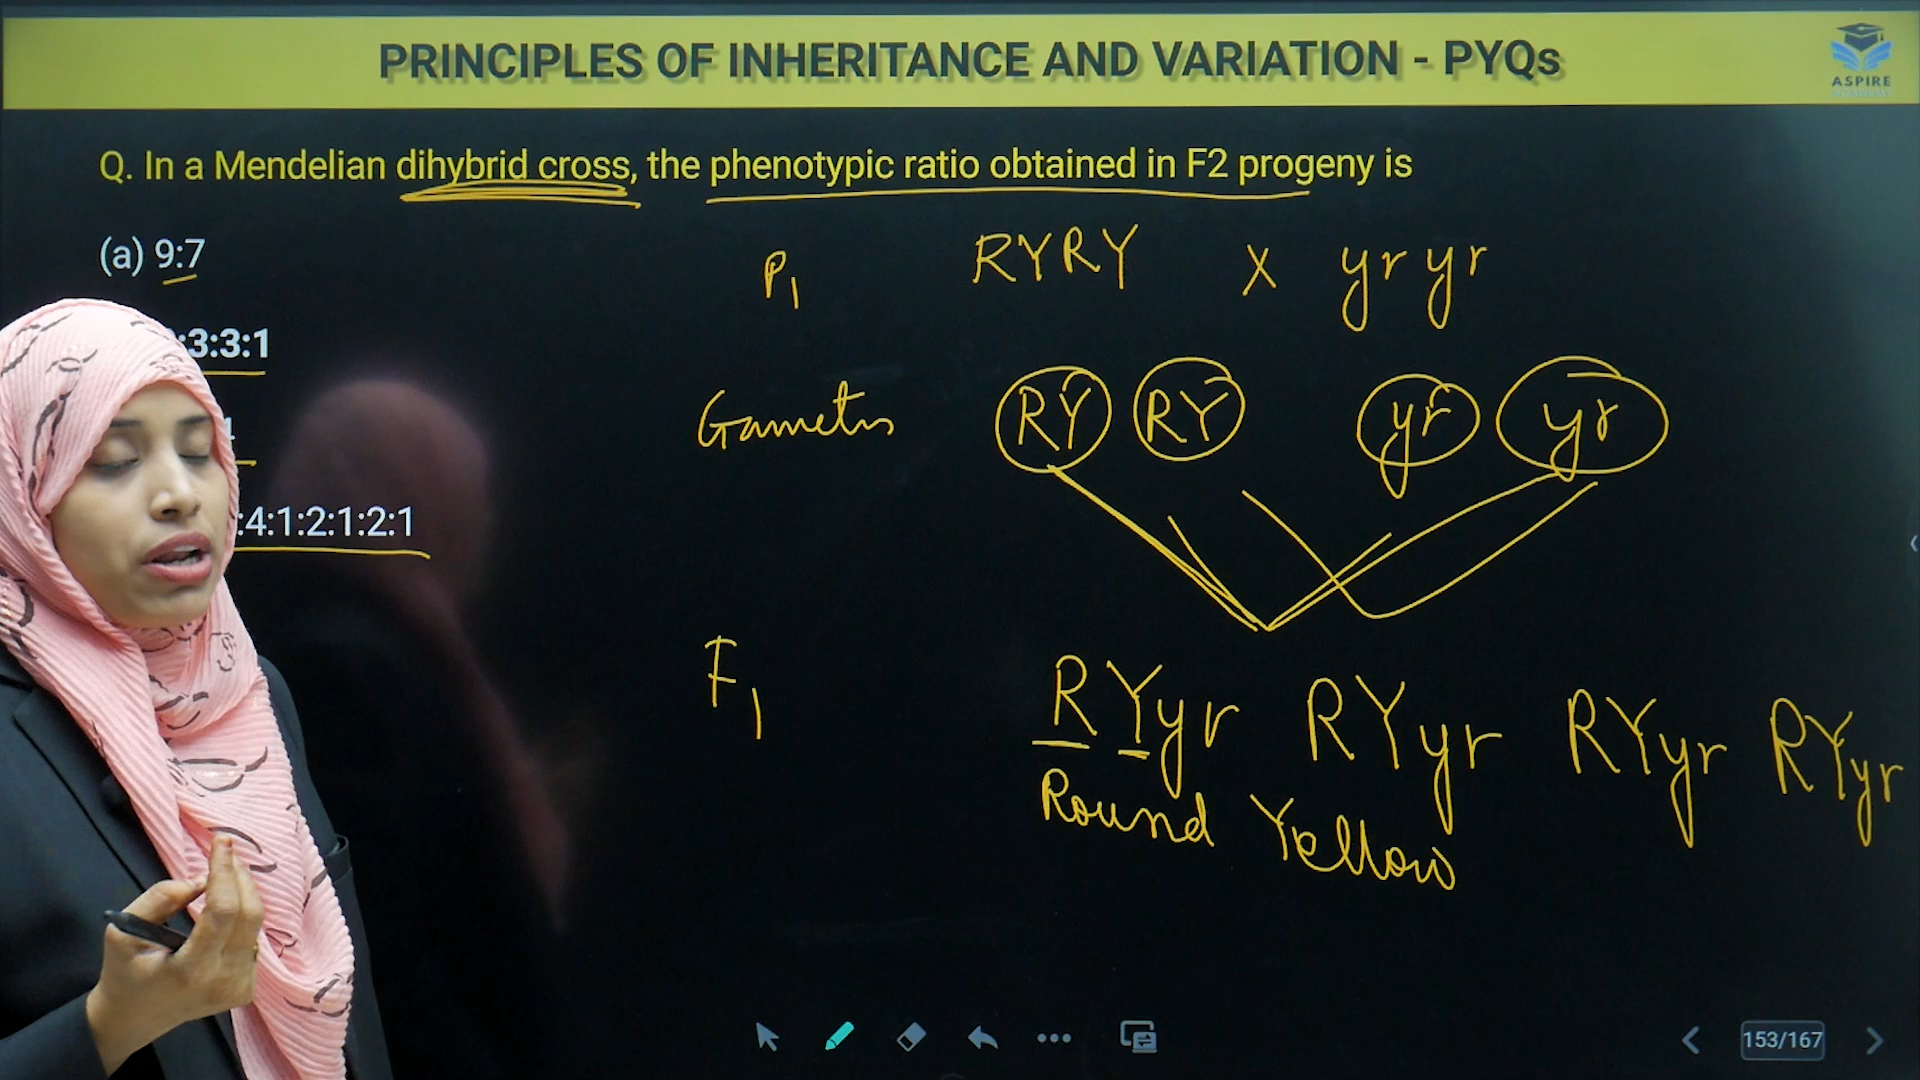 PRINCIPLES OF INHERITANCE AND VARIATION - PYQs
ASPIRE
Q. In a Mendelian dihybrid cross, the phenotypic ratio obtained in F2 progeny is
(a) 9:7
:3:3:1
:4:1:2:1:2:1
P1 RYRY X yryr
Gametes RY RY yr yr
F1 RYyr RYyr RYyr RYyr
Round Yellow
153/167